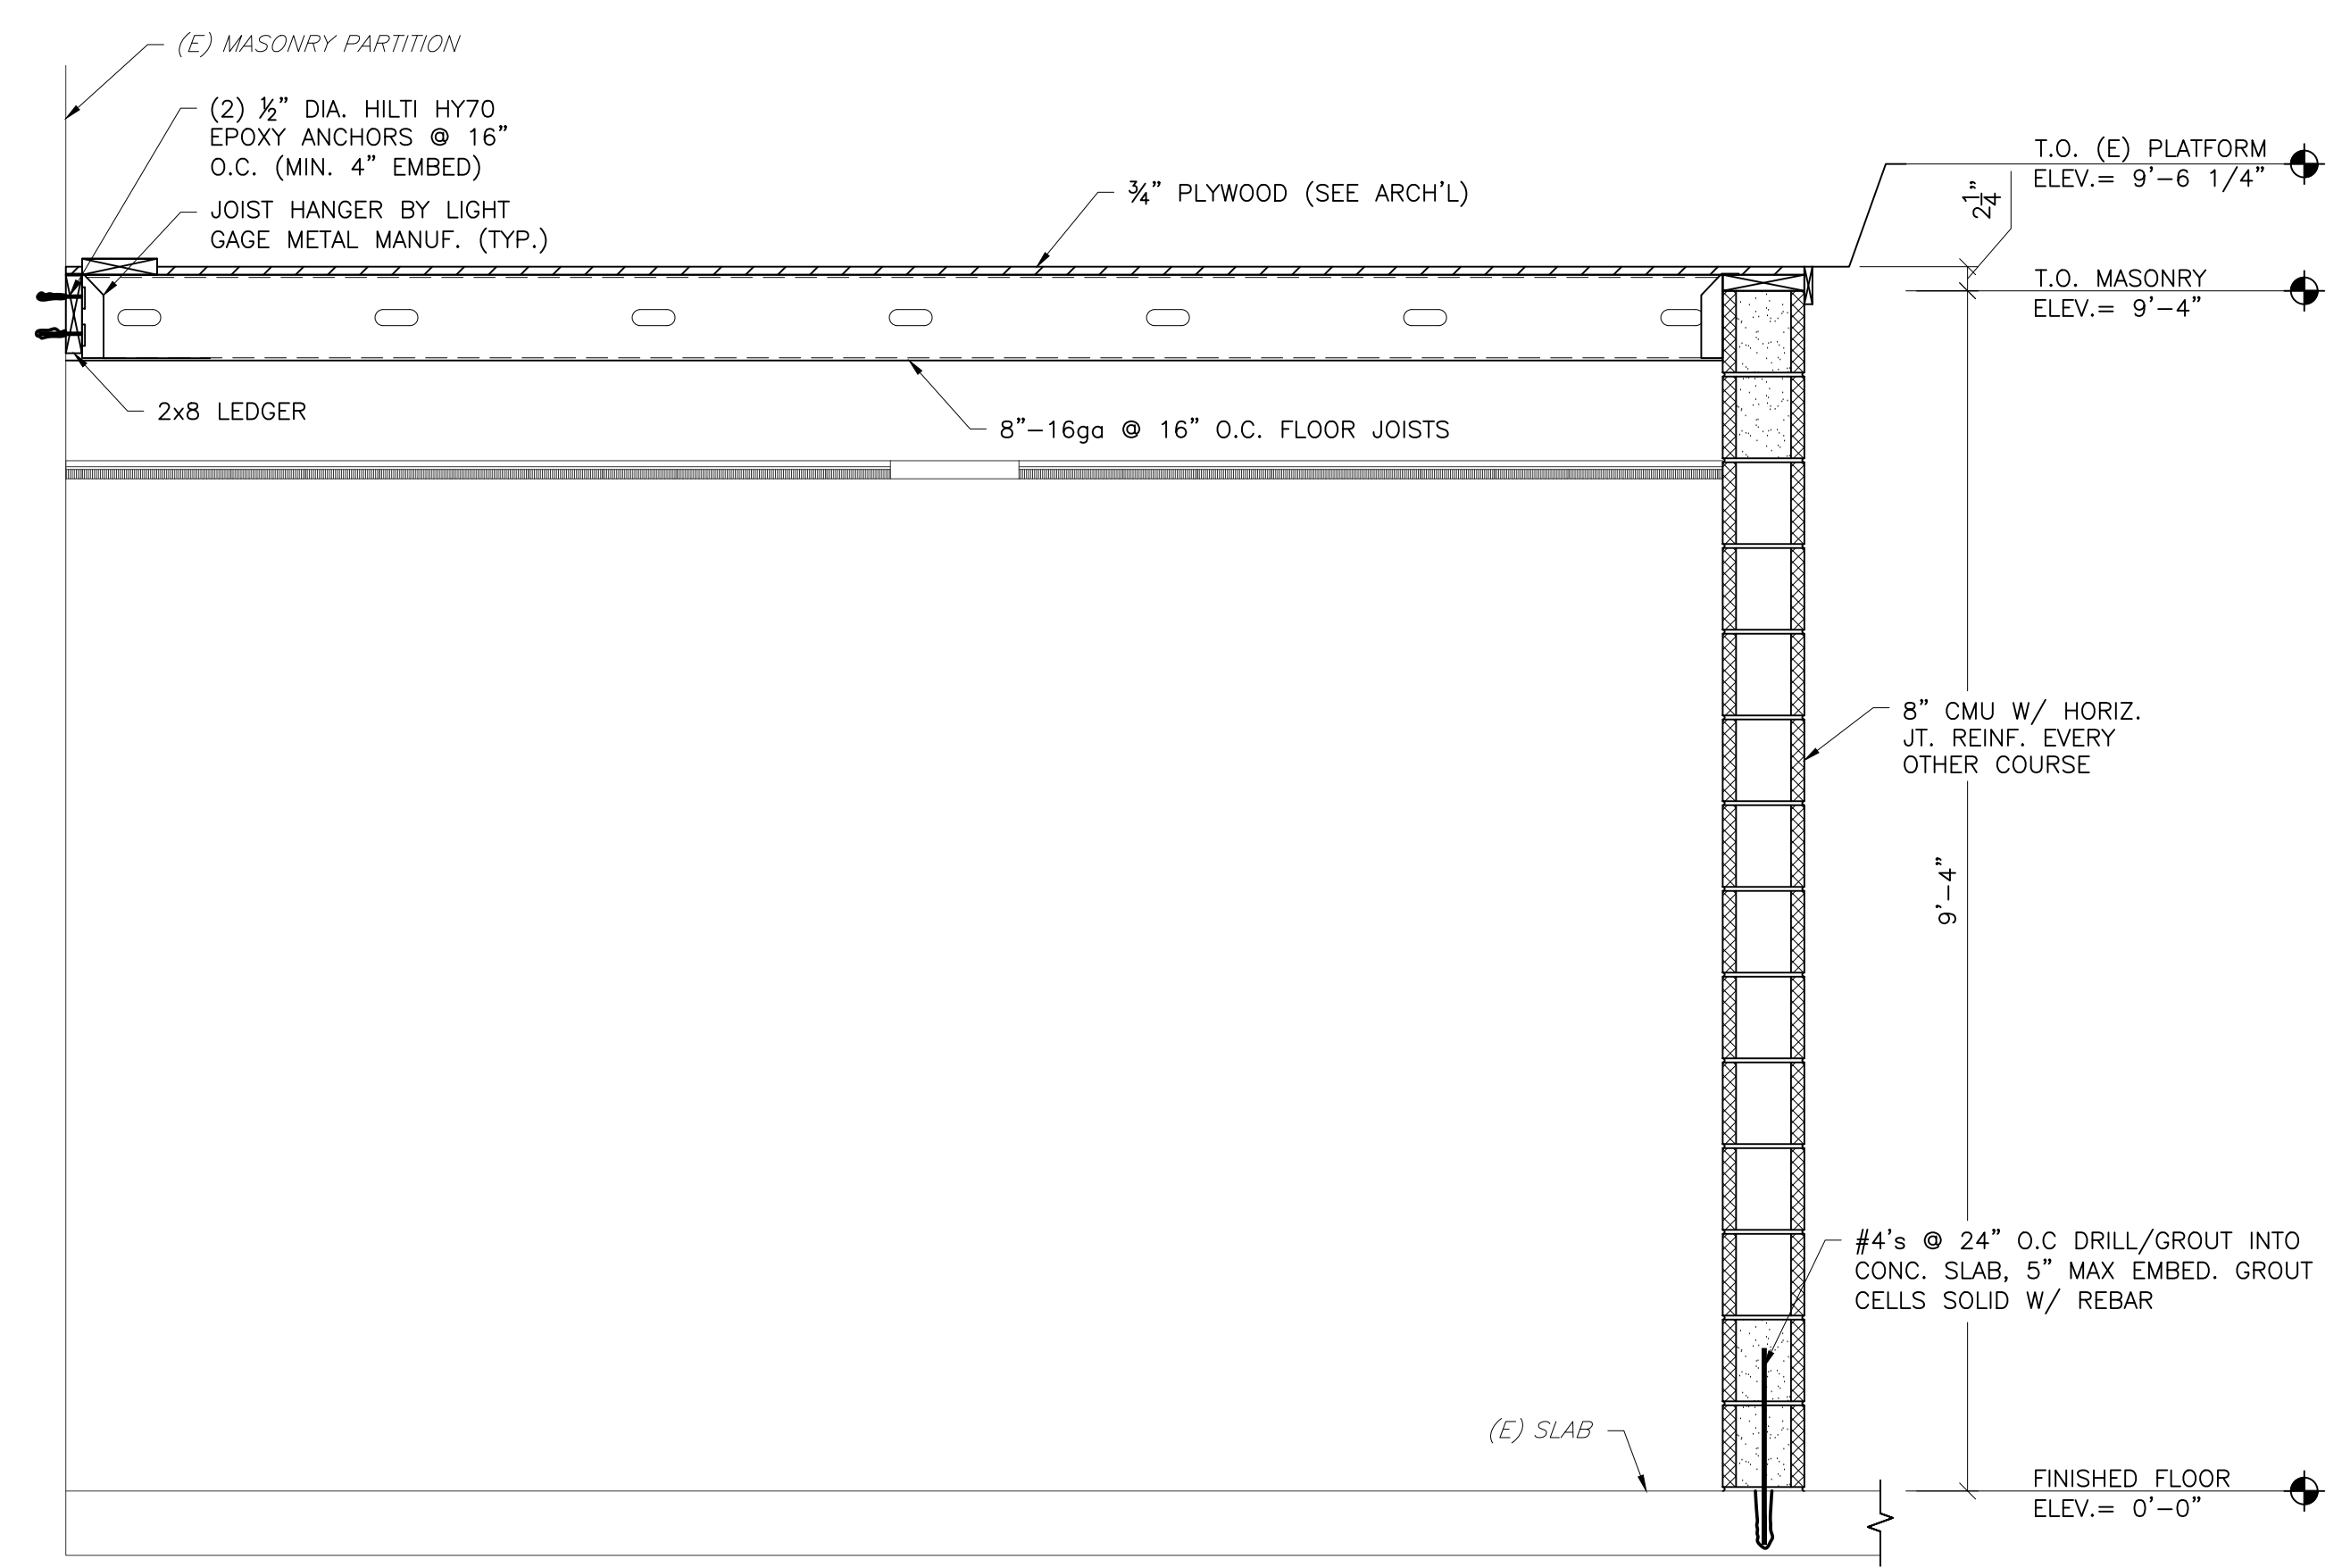 (E) MASONRY PARTITION
(2) ½" DIA. HILTI HY70
EPOXY ANCHORS @ 16"
O.C. (MIN. 4" EMBED)
JOIST HANGER BY LIGHT
GAGE METAL MANUF. (TYP.)
¾" PLYWOOD (SEE ARCH'L)
T.O. (E) PLATFORM
ELEV.= 9'-6 1/4"
2 1/4"
T.O. MASONRY
ELEV.= 9'-4"
2x8 LEDGER
8"-16ga @ 16" O.C. FLOOR JOISTS
8" CMU W/ HORIZ.
JT. REINF. EVERY
OTHER COURSE
9'-4"
#4's @ 24" O.C DRILL/GROUT INTO
CONC. SLAB, 5" MAX EMBED. GROUT
CELLS SOLID W/ REBAR
(E) SLAB
FINISHED FLOOR
ELEV.= 0'-0"